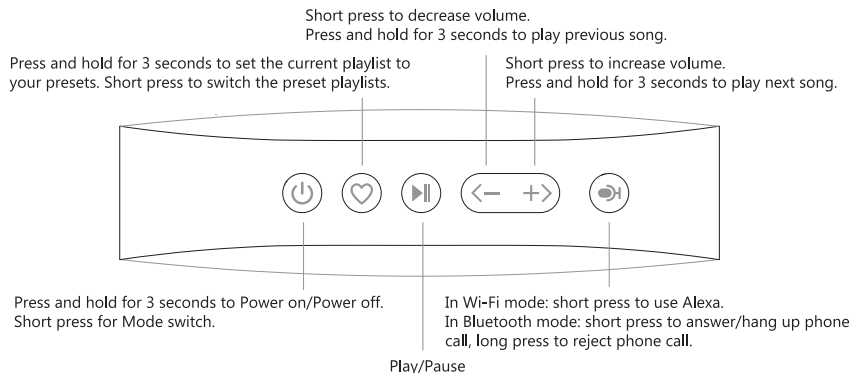 Short press to decrease volume.
Press and hold for 3 seconds to play previous song.
Press and hold for 3 seconds to set the current playlist to
your presets. Short press to switch the preset playlists.
Short press to increase volume.
Press and hold for 3 seconds to play next song.
Press and hold for 3 seconds to Power on/Power off.
Short press for Mode switch.
In Wi-Fi mode: short press to use Alexa.
In Bluetooth mode: short press to answer/hang up phone
call, long press to reject phone call.
Play/Pause